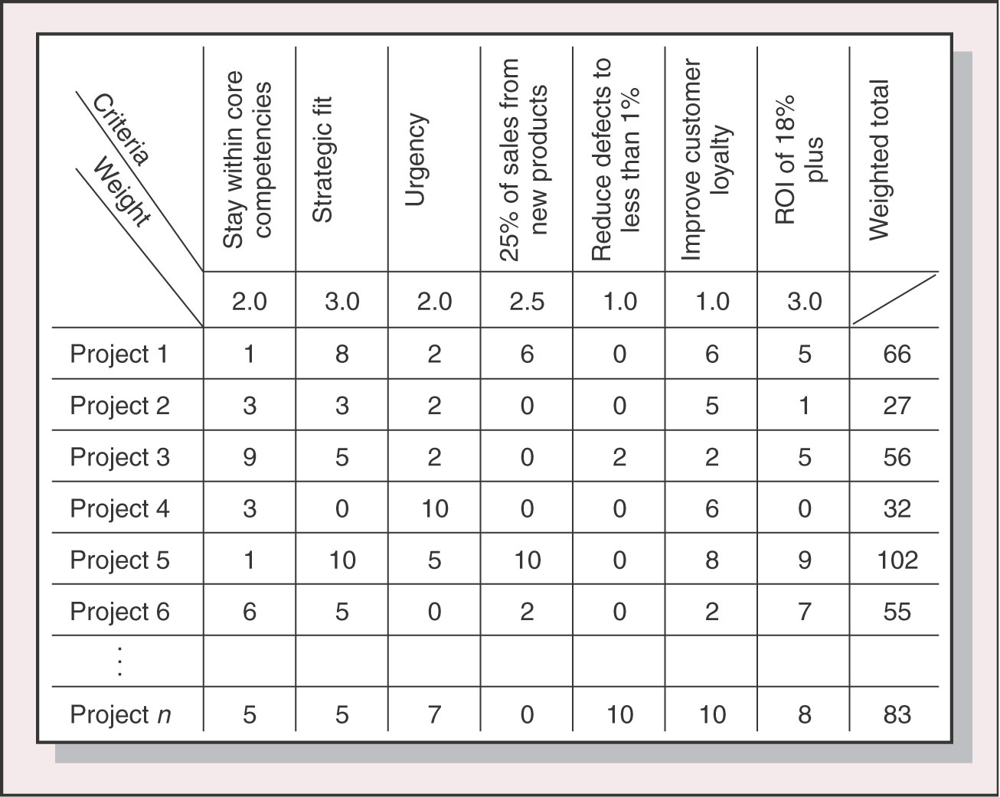 Criteria
Weight
Stay within core
competencies
Strategic fit
Urgency
25% of sales from
new products
Reduce defects to
less than 1%
Improve customer
loyalty
ROI of 18%
plus
Weighted total
2.0 3.0 2.0 2.5 1.0 1.0 3.0
Project 1 1 8 2 6 0 6 5 66
Project 2 3 3 2 0 0 5 1 27
Project 3 9 5 2 0 2 2 5 56
Project 4 3 0 10 0 0 6 0 32
Project 5 1 10 5 10 0 8 9 102
Project 6 6 5 0 2 0 2 7 55
⋮
Project n 5 5 7 0 10 10 8 83